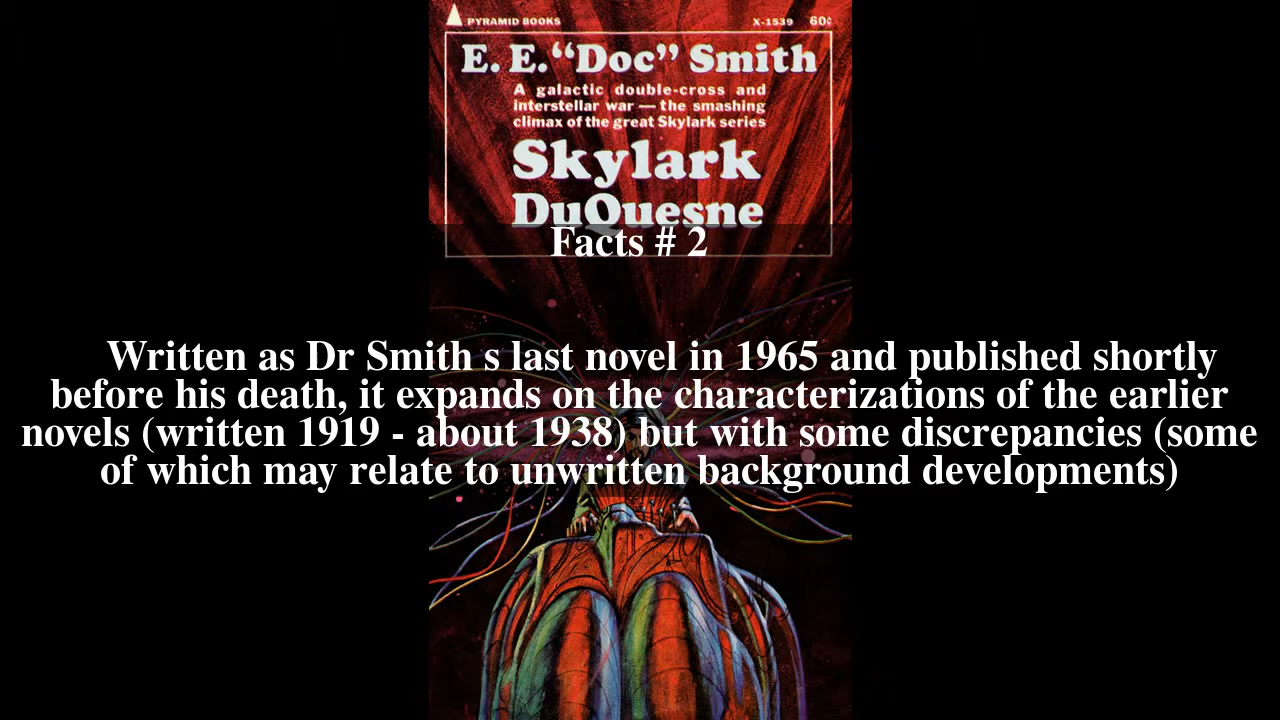 PYRAMID BOOKS X-1539 60¢
E. E. “Doc” Smith
A galactic double-cross and
interstellar war — the smashing
climax of the great Skylark series
Skylark
DuQuesne
Facts # 2
Written as Dr Smith s last novel in 1965 and published shortly
before his death, it expands on the characterizations of the earlier
novels (written 1919 - about 1938) but with some discrepancies (some
of which may relate to unwritten background developments)